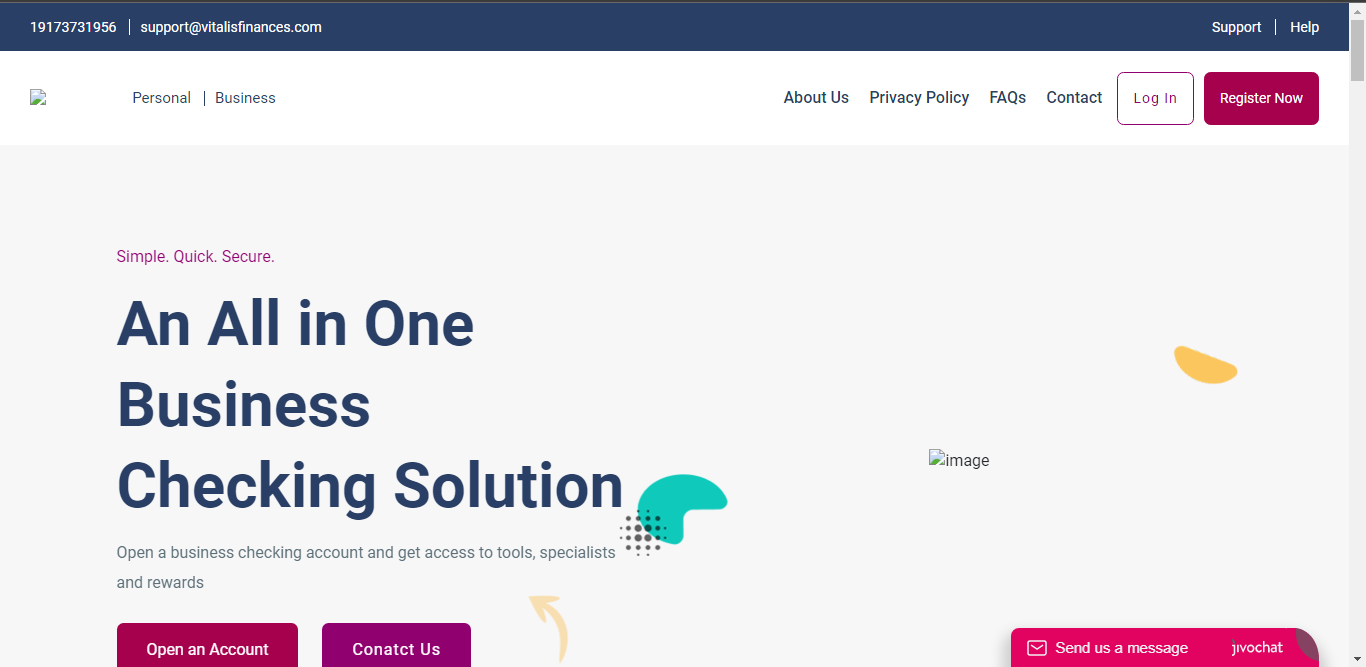 19173731956 | support@vitalisfinances.com
Support | Help
Personal | Business
About Us Privacy Policy FAQs Contact Log In Register Now
Simple. Quick. Secure.
An All in One
Business
Checking Solution
image
Open a business checking account and get access to tools, specialists
and rewards
Open an Account Conatct Us
Send us a message jivochat